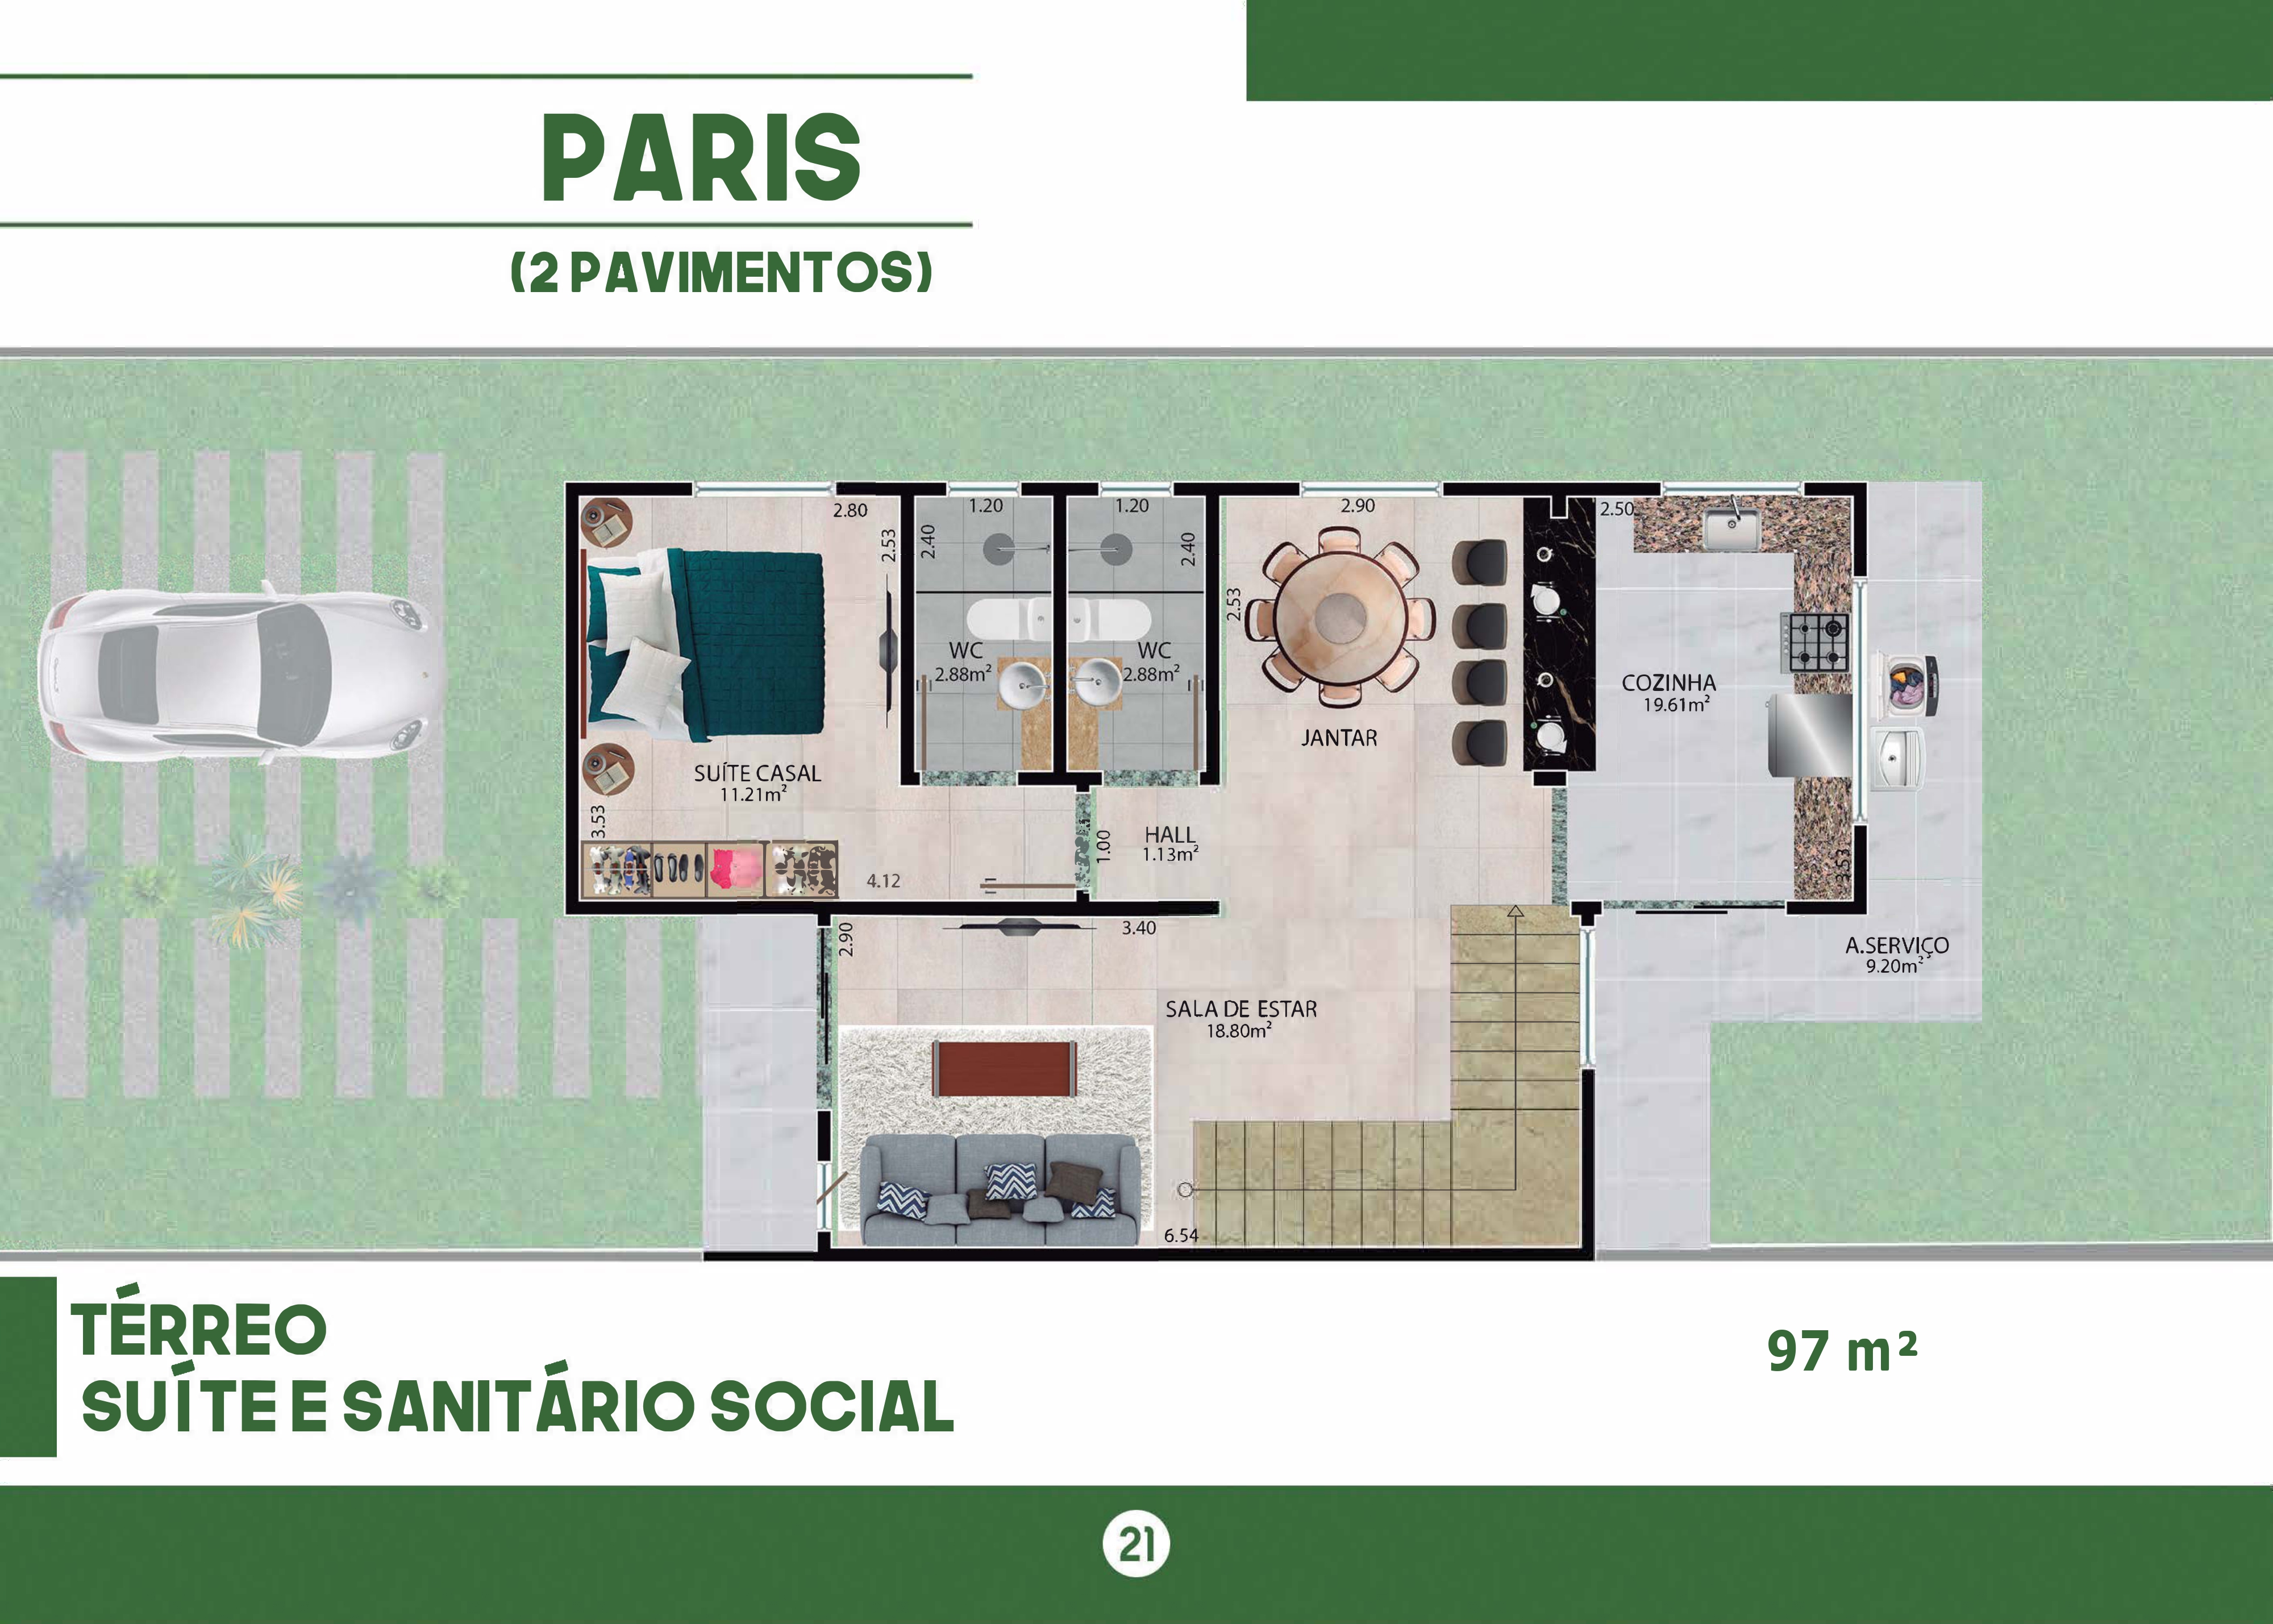 PARIS
(2 PAVIMENTOS)
2.80
1.20
1.20
2.90
2.50
2.53
2.40
2.40
2.53
WC
2.88m²
WC
2.88m²
COZINHA
19.61m²
JANTAR
SUÍTE CASAL
11.21m²
3.53
1.00
HALL
1.13m²
3.53
4.12
2.90
3.40
A.SERVIÇO
9.20m²
SALA DE ESTAR
18.80m²
6.54
TÉRREO
SUÍTE E SANITÁRIO SOCIAL
97 m²
21